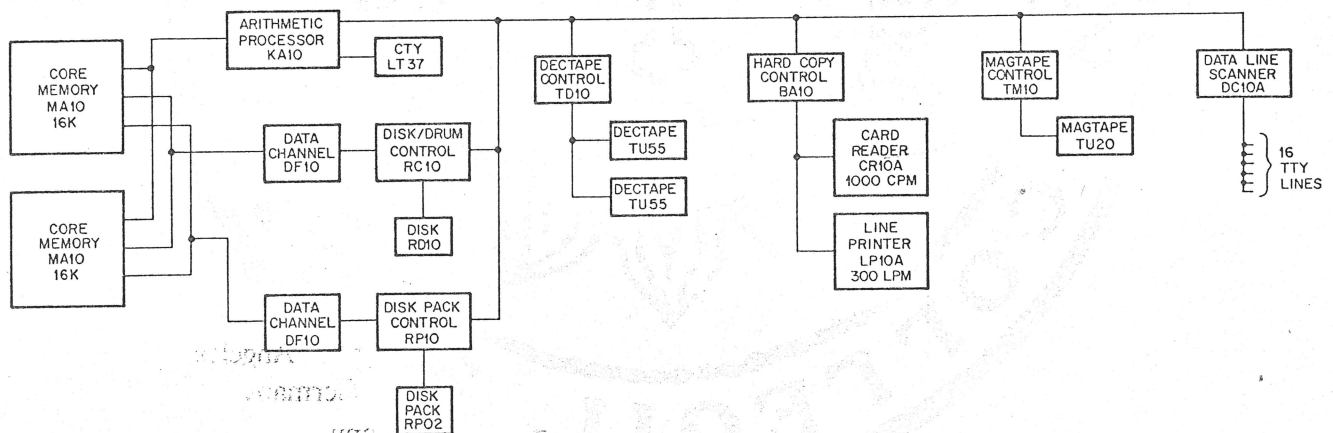 CORE
MEMORY
MA10
16K
CORE
MEMORY
MA10
16K
ARITHMETIC
PROCESSOR
KA10
CTY
LT37
DATA
CHANNEL
DF10
DISK/DRUM
CONTROL
RC10
DISK
RD10
DATA
CHANNEL
DF10
DISK PACK
CONTROL
RP10
DISK
PACK
RP02
DECTAPE
CONTROL
TD10
DECTAPE
TU55
DECTAPE
TU55
HARD COPY
CONTROL
BA10
CARD
READER
CR10A
1000 CPM
LINE
PRINTER
LP10A
300 LPM
MAGTAPE
CONTROL
TM10
MAGTAPE
TU20
DATA LINE
SCANNER
DC10A
16
TTY
LINES